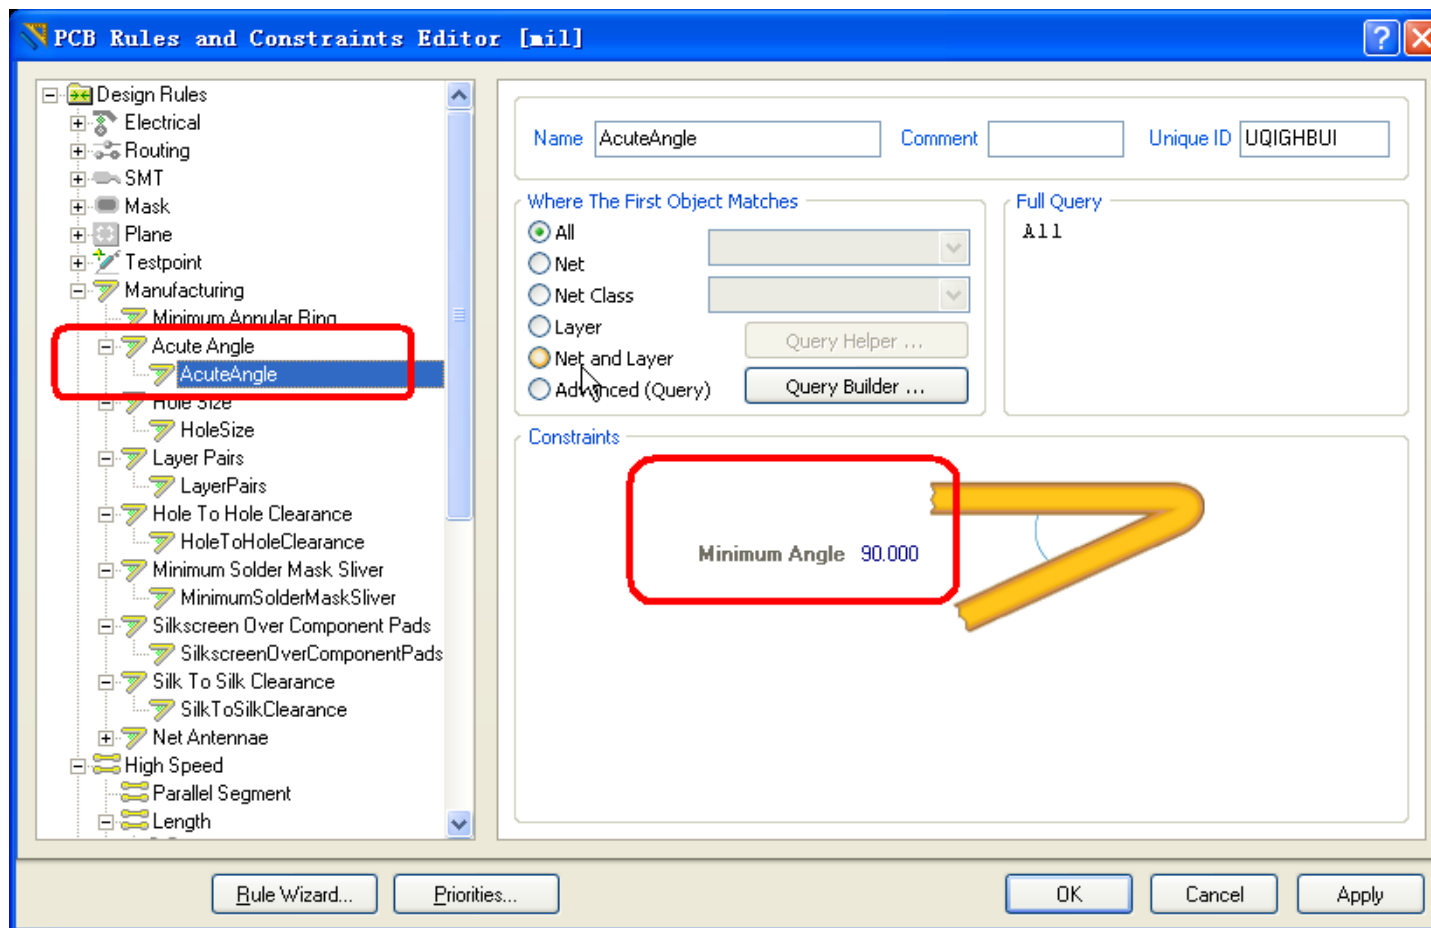 PCB Rules and Constraints Editor [mil]
Design Rules
Electrical
Routing
SMT
Mask
Plane
Testpoint
Manufacturing
Minimum Annular Ring
Acute Angle
AcuteAngle
Hole Size
HoleSize
Layer Pairs
LayerPairs
Hole To Hole Clearance
HoleToHoleClearance
Minimum Solder Mask Sliver
MinimumSolderMaskSliver
Silkscreen Over Component Pads
SilkscreenOverComponentPads
Silk To Silk Clearance
SilkToSilkClearance
Net Antennae
High Speed
Parallel Segment
Length
Name AcuteAngle Comment Unique ID UQIGHBUI
Where The First Object Matches
All
Net
Net Class
Layer
Net and Layer
Advanced (Query)
Query Helper ...
Query Builder ...
Full Query
All
Constraints
Minimum Angle 90.000
Rule Wizard... Priorities... OK Cancel Apply